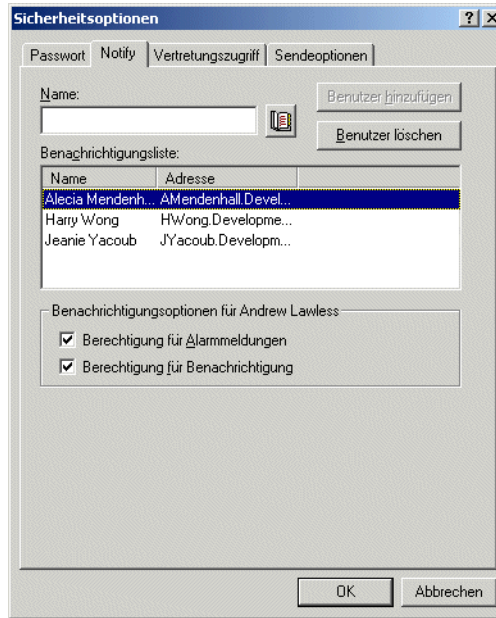 Sicherheitsoptionen
Passwort Notify Vertretungszugriff Sendeoptionen
Name:
Benutzer hinzufügen
Benutzer löschen
Benachrichtigungsliste:
Name Adresse
Alecia Mendenh... AMendenhall.Devel...
Harry Wong HWong.Developme...
Jeanie Yacoub JYacoub.Developm...
Benachrichtigungsoptionen für Andrew Lawless
Berechtigung für Alarmmeldungen
Berechtigung für Benachrichtigung
OK Abbrechen